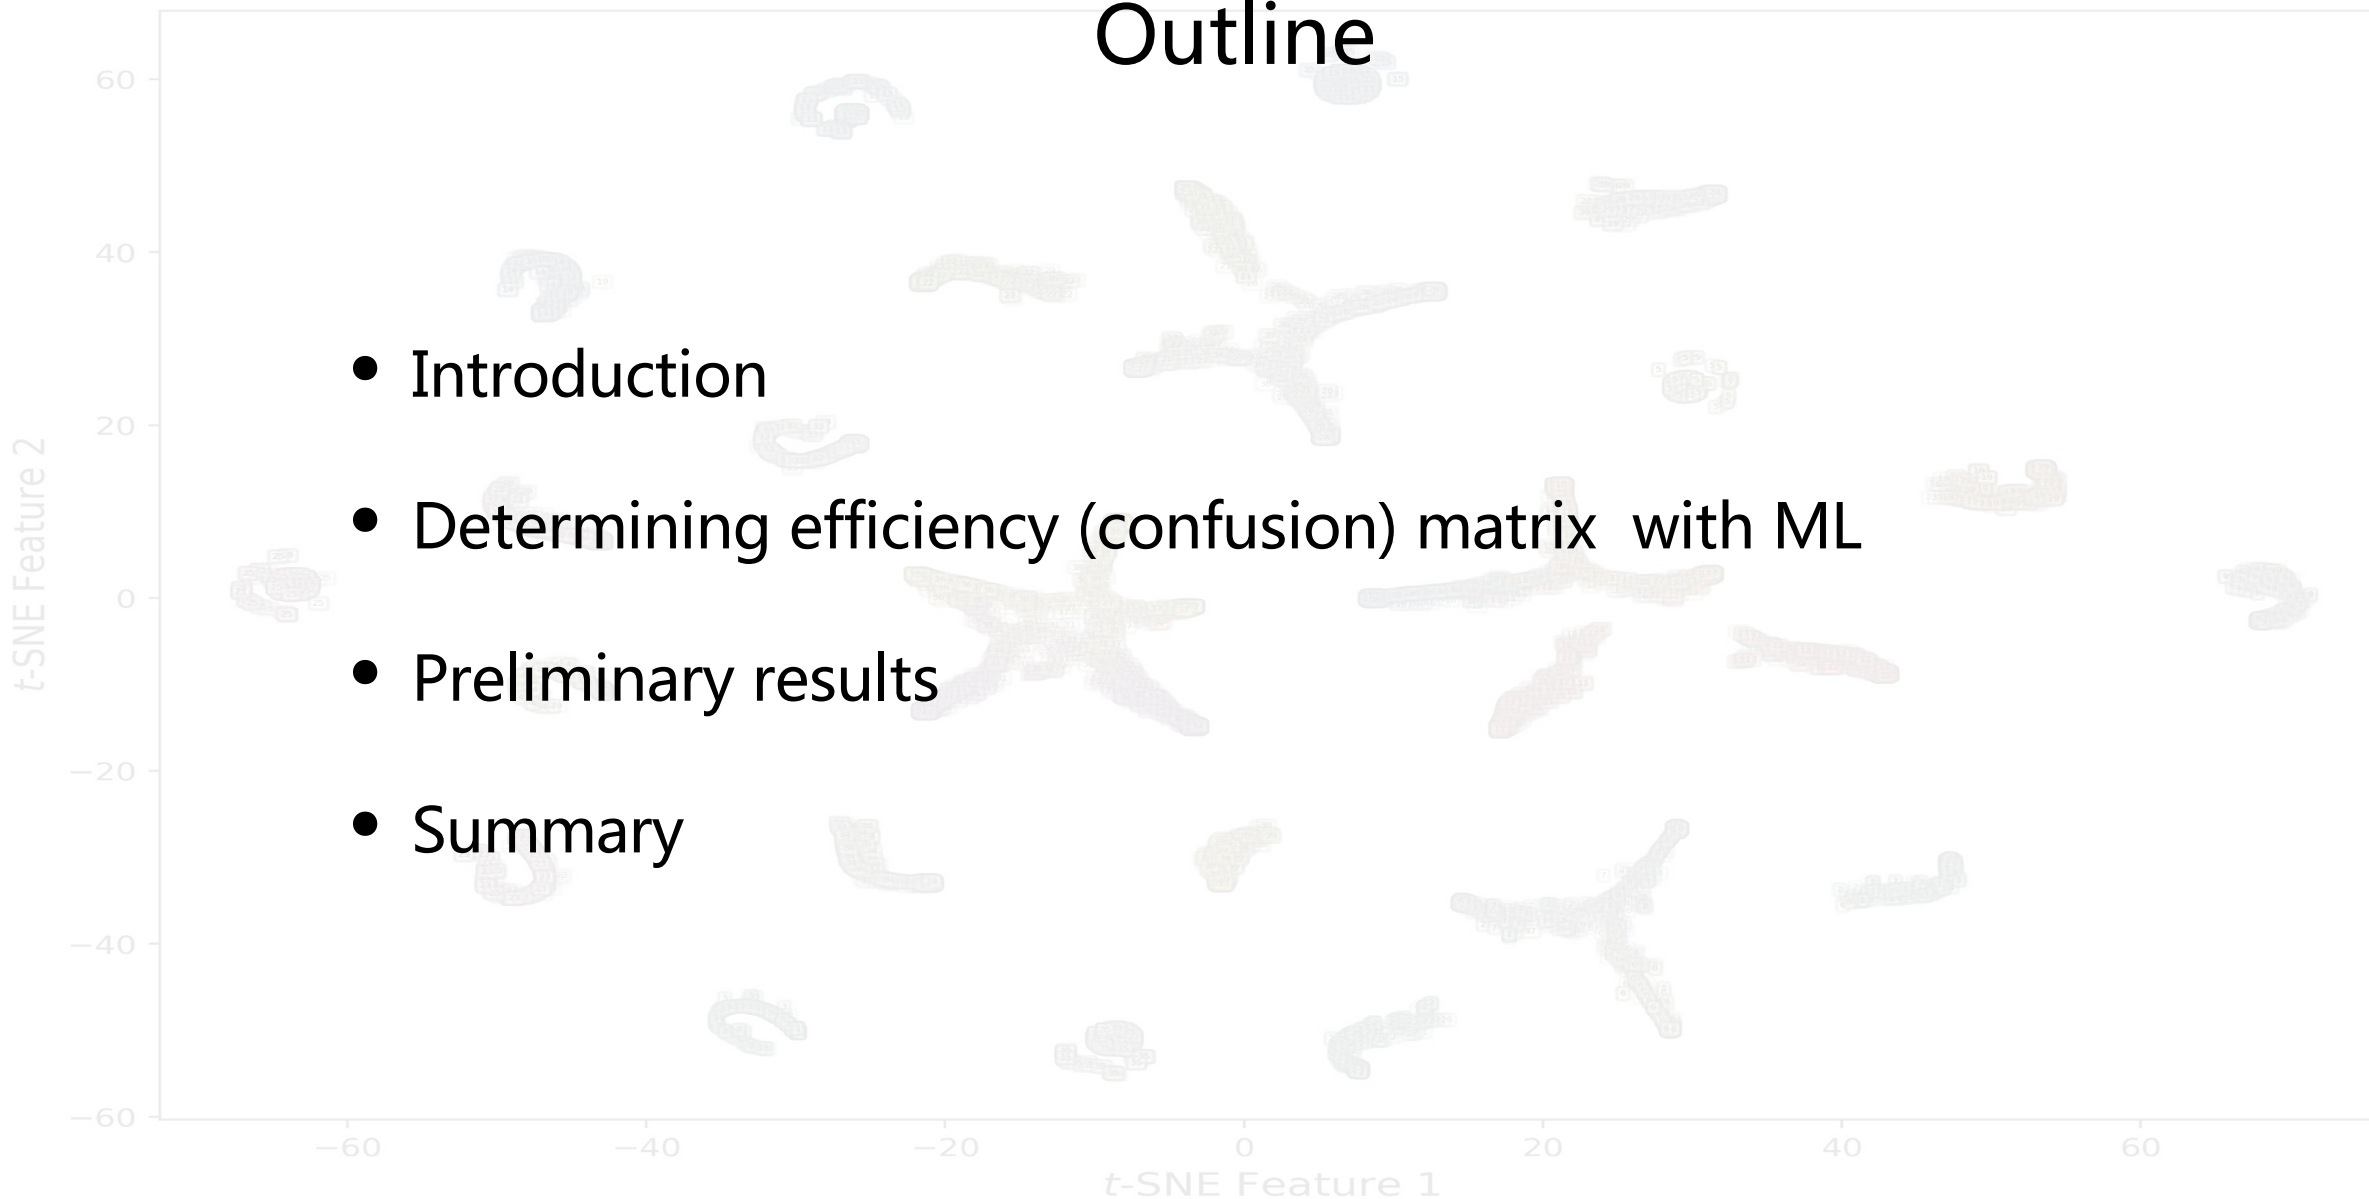 Outline
60
40
20
0
−20
−40
−60
t-SNE Feature 2
• Introduction
• Determining efficiency (confusion) matrix  with ML
• Preliminary results
• Summary
−60 −40 −20 0 20 40 60
t-SNE Feature 1